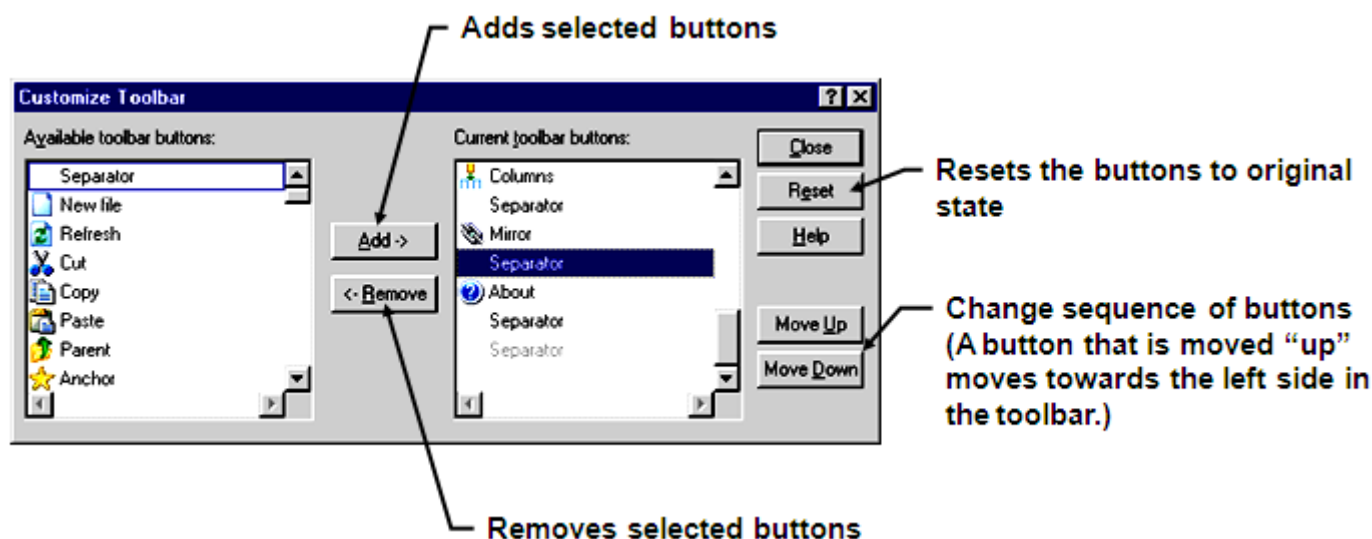 Adds selected buttons
Customize Toolbar
Available toolbar buttons:
Separator
New file
Refresh
Cut
Copy
Paste
Parent
Anchor
Add ->
<- Remove
Current toolbar buttons:
Columns
Separator
Mirror
Separator
About
Separator
Separator
Close
Reset
Help
Move Up
Move Down
Resets the buttons to original
state
Change sequence of buttons
(A button that is moved “up”
moves towards the left side in
the toolbar.)
Removes selected buttons